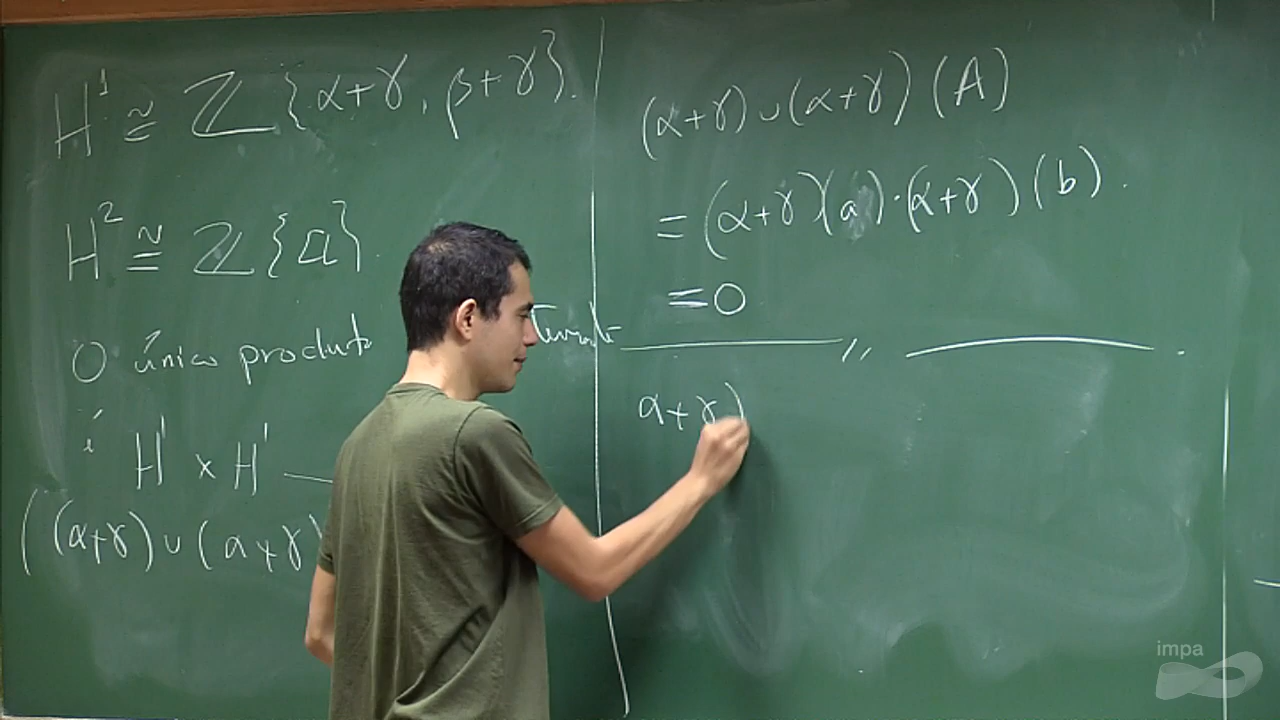 H¹ ≅ ℤ {α+γ, β+γ}.
H² ≅ ℤ {a}.
O único produto
é H¹ × H¹ —
((α+γ) ∪ (α+γ)
(α+γ) ∪ (α+γ) (A)
= (α+γ)(a)·(α+γ)(b).
= 0
α+γ)
impa